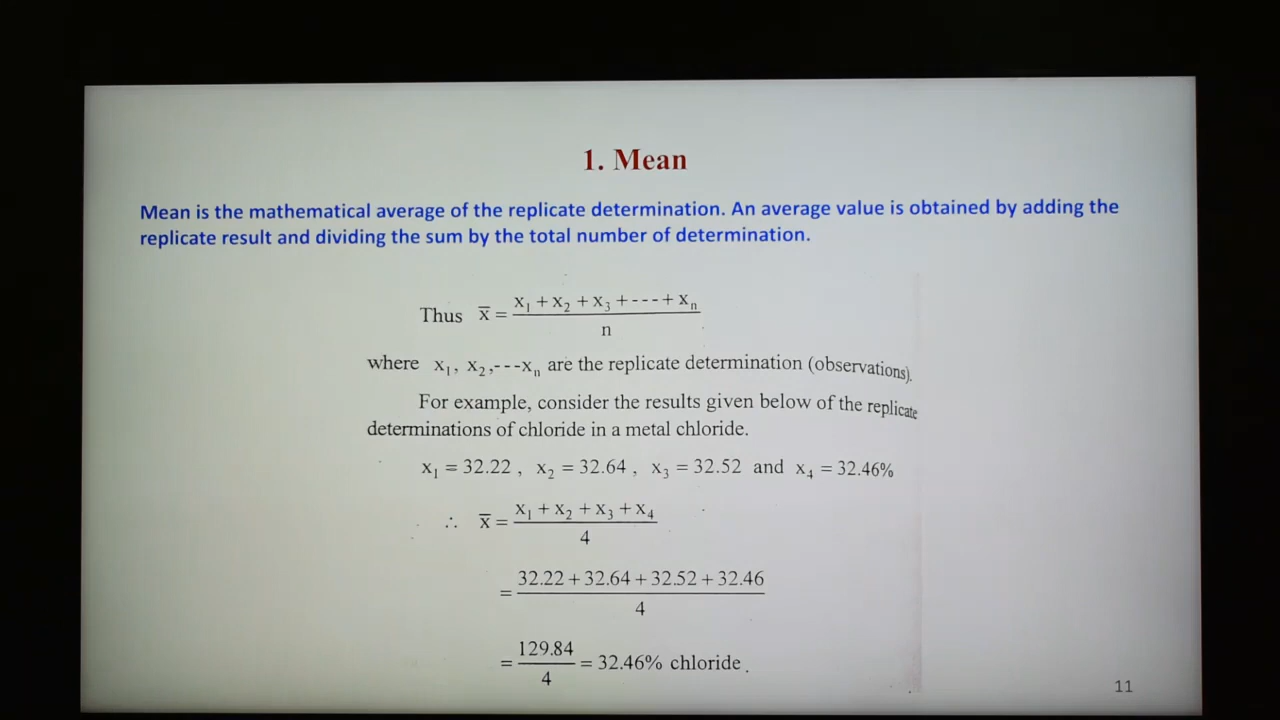 1. Mean
Mean is the mathematical average of the replicate determination. An average value is obtained by adding the
replicate result and dividing the sum by the total number of determination.
Thus x̄ = (x₁ + x₂ + x₃ + - - - + xₙ) / n
where x₁, x₂,- - -xₙ are the replicate determination (observations).
For example, consider the results given below of the replicate
determinations of chloride in a metal chloride.
x₁ = 32.22 , x₂ = 32.64 , x₃ = 32.52 and x₄ = 32.46%
∴ x̄ = (x₁ + x₂ + x₃ + x₄) / 4
= (32.22 + 32.64 + 32.52 + 32.46) / 4
= 129.84 / 4 = 32.46% chloride .
11